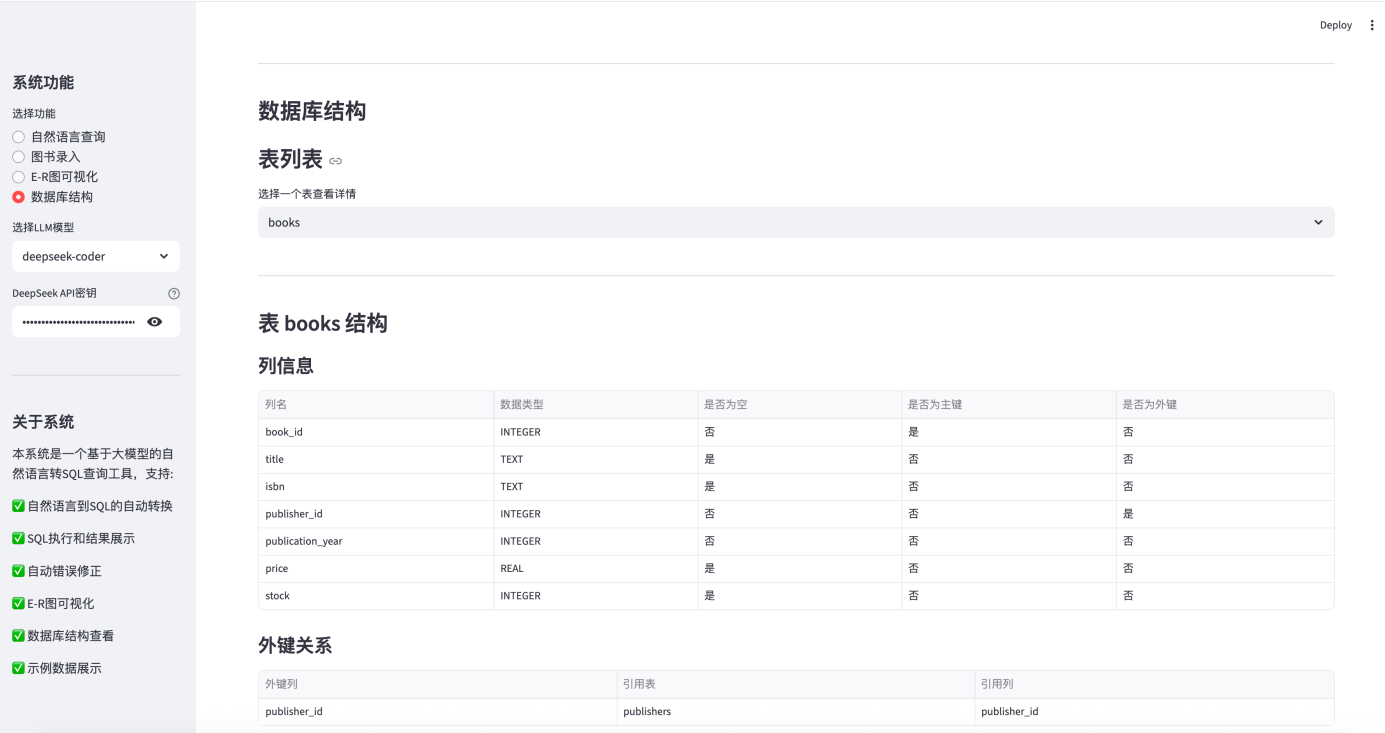 Deploy
系统功能
选择功能
自然语言查询
图书录入
E-R图可视化
数据库结构
选择LLM模型
deepseek-coder
DeepSeek API密钥
关于系统
本系统是一个基于大模型的自
然语言转SQL查询工具，支持:
✅ 自然语言到SQL的自动转换
✅ SQL执行和结果展示
✅ 自动错误修正
✅ E-R图可视化
✅ 数据库结构查看
✅ 示例数据展示
数据库结构
表列表
选择一个表查看详情
books
表 books 结构
列信息
列名 数据类型 是否为空 是否为主键 是否为外键
book_id INTEGER 否 是 否
title TEXT 是 否 否
isbn TEXT 是 否 否
publisher_id INTEGER 否 否 是
publication_year INTEGER 否 否 否
price REAL 是 否 否
stock INTEGER 是 否 否
外键关系
外键列 引用表 引用列
publisher_id publishers publisher_id